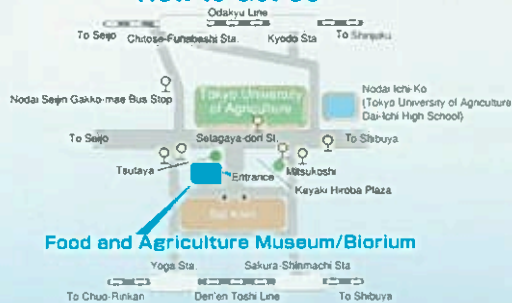 Odakyu Line
To Seijo
Chitose-Funabashi Sta.
Kyodo Sta
To Shinjuku
Nodai Seijin Gakko-mae Bus Stop
Tokyo University
of Agriculture
Nodai Ichi-Ko
(Tokyo University of Agriculture
Dai-Ichi High School)
To Seijo
Setagaya-dori St.
To Shibuya
Tsutaya
Mitsukoshi
Entrance
Keyaki Hiroba Plaza
Food and Agriculture Museum/Biorium
Yoga Sta.
Sakura-Shinmachi Sta
To Chuo-Rinkan
Den'en Toshi Line
To Shibuya